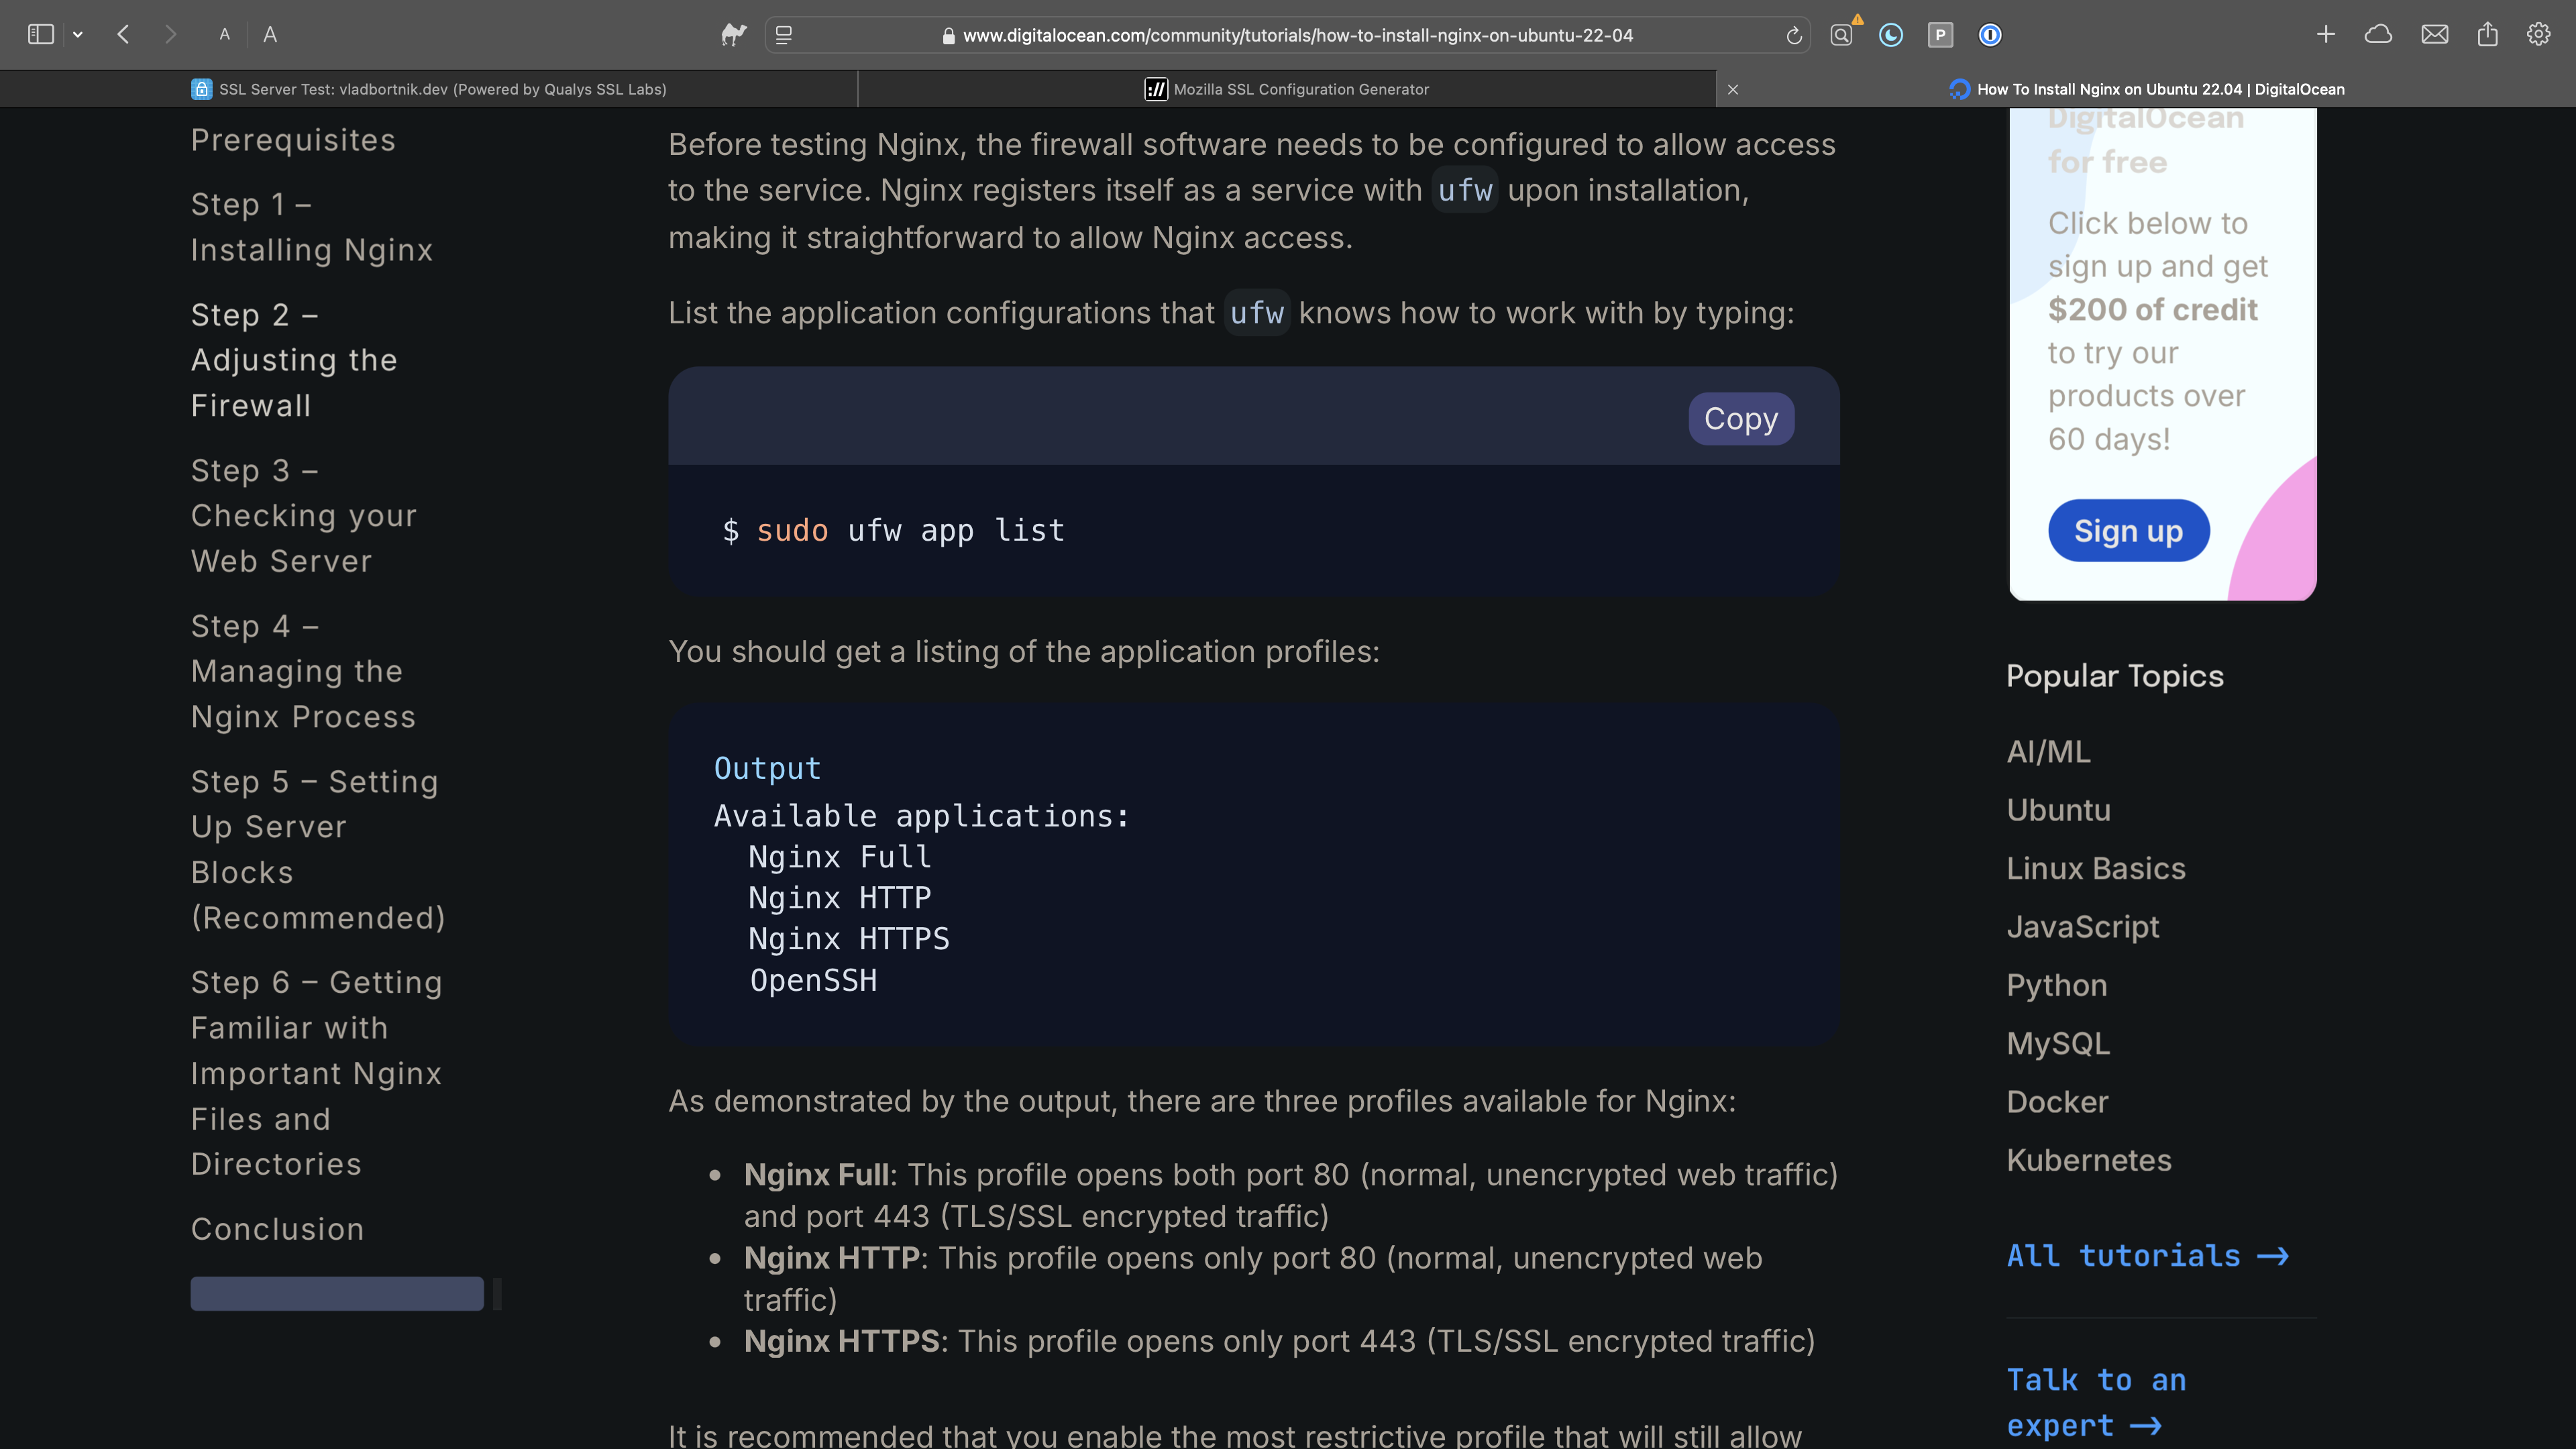 A
A
www.digitalocean.com/community/tutorials/how-to-install-nginx-on-ubuntu-22-04
P
SSL Server Test: vladbortnik.dev (Powered by Qualys SSL Labs)
://
Mozilla SSL Configuration Generator
How To Install Nginx on Ubuntu 22.04 | DigitalOcean
Prerequisites
Step 1 –
Installing Nginx
Step 2 –
Adjusting the
Firewall
Step 3 –
Checking your
Web Server
Step 4 –
Managing the
Nginx Process
Step 5 – Setting
Up Server
Blocks
(Recommended)
Step 6 – Getting
Familiar with
Important Nginx
Files and
Directories
Conclusion
Before testing Nginx, the firewall software needs to be configured to allow access
to the service. Nginx registers itself as a service with ufw upon installation,
making it straightforward to allow Nginx access.
List the application configurations that ufw knows how to work with by typing:
Copy
$ sudo ufw app list
You should get a listing of the application profiles:
Output
Available applications:
Nginx Full
Nginx HTTP
Nginx HTTPS
OpenSSH
As demonstrated by the output, there are three profiles available for Nginx:
• Nginx Full: This profile opens both port 80 (normal, unencrypted web traffic)
and port 443 (TLS/SSL encrypted traffic)
• Nginx HTTP: This profile opens only port 80 (normal, unencrypted web
traffic)
• Nginx HTTPS: This profile opens only port 443 (TLS/SSL encrypted traffic)
It is recommended that you enable the most restrictive profile that will still allow
DigitalOcean
for free
Click below to
sign up and get
$200 of credit
to try our
products over
60 days!
Sign up
Popular Topics
AI/ML
Ubuntu
Linux Basics
JavaScript
Python
MySQL
Docker
Kubernetes
All tutorials →
Talk to an
expert →